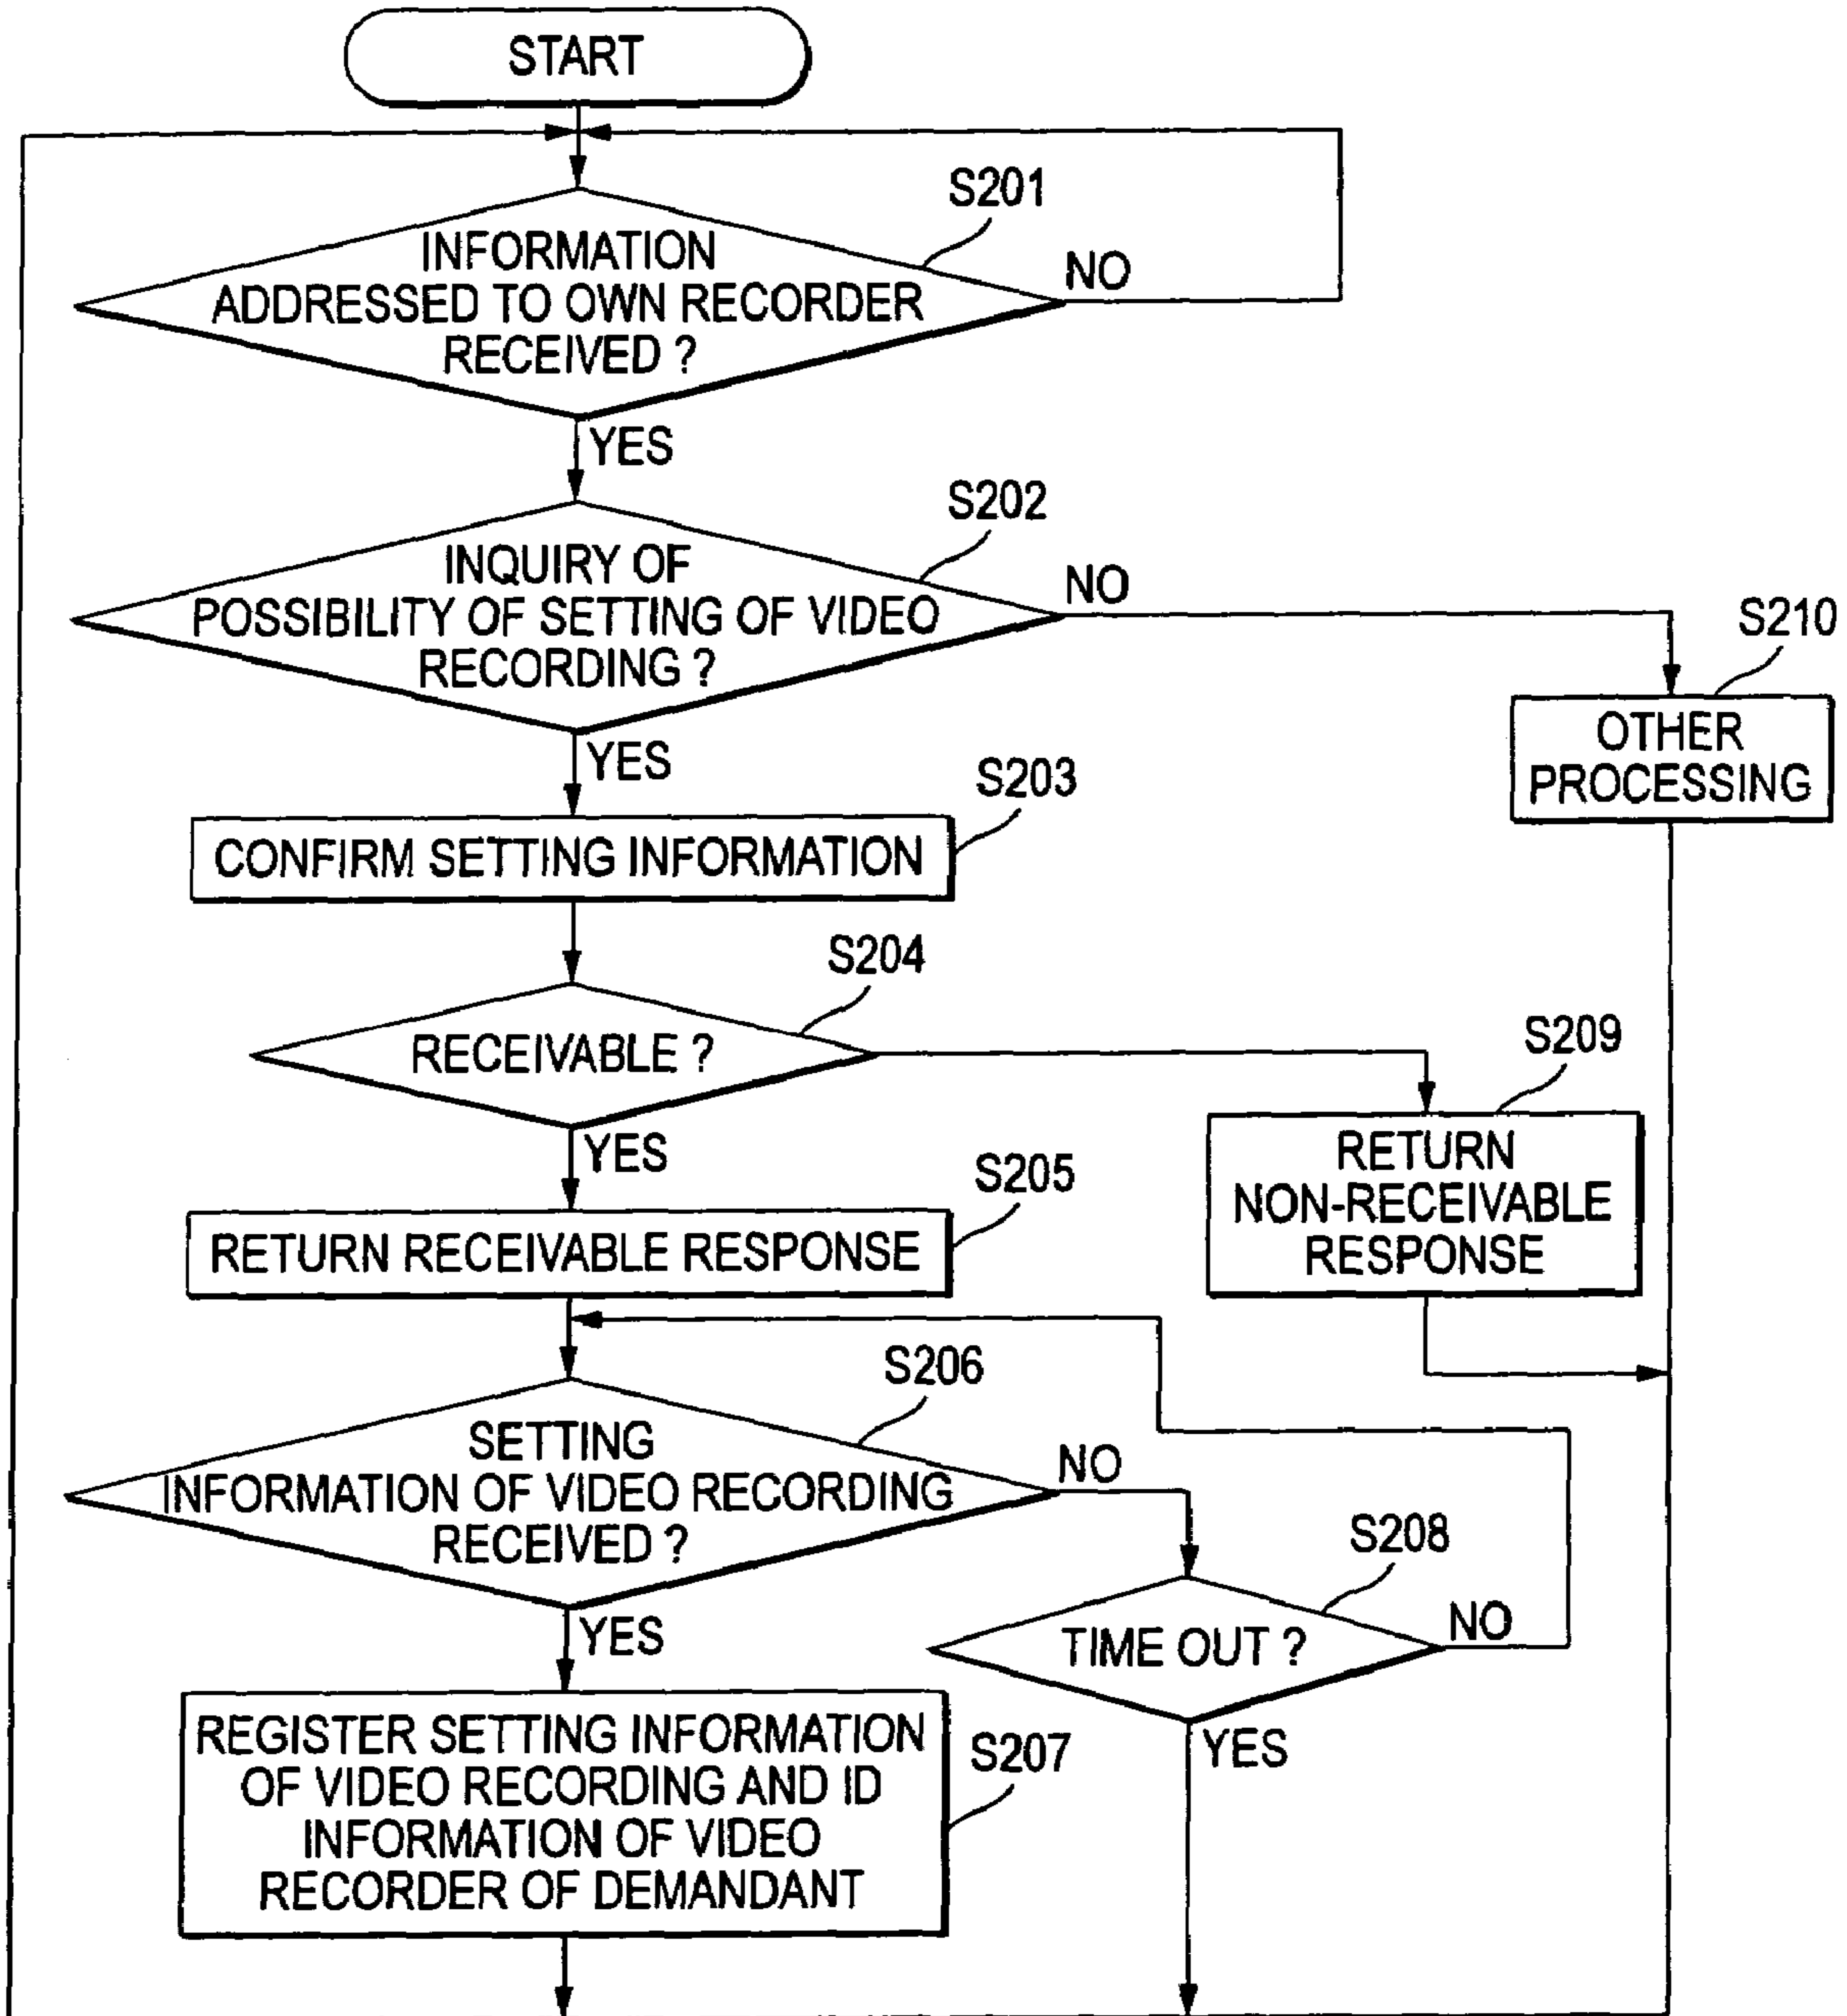 START
S201
INFORMATION
ADDRESSED TO OWN RECORDER
RECEIVED ?
NO
YES
S202
INQUIRY OF
POSSIBILITY OF SETTING OF VIDEO
RECORDING ?
NO
YES
S210
OTHER
PROCESSING
S203
CONFIRM SETTING INFORMATION
S204
RECEIVABLE ?
YES
S209
RETURN
NON-RECEIVABLE
RESPONSE
S205
RETURN RECEIVABLE RESPONSE
S206
SETTING
INFORMATION OF VIDEO RECORDING
RECEIVED ?
NO
YES
S208
TIME OUT ?
NO
YES
S207
REGISTER SETTING INFORMATION
OF VIDEO RECORDING AND ID
INFORMATION OF VIDEO
RECORDER OF DEMANDANT